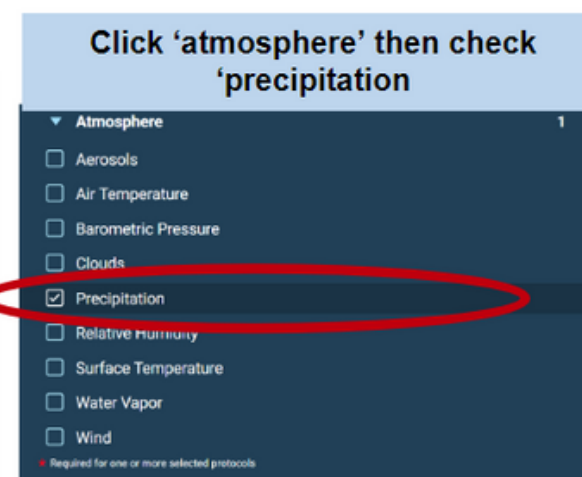 Click ‘atmosphere’ then check
‘precipitation
Atmosphere 1
Aerosols
Air Temperature
Barometric Pressure
Clouds
Precipitation
Relative Humidity
Surface Temperature
Water Vapor
Wind
* Required for one or more selected protocols